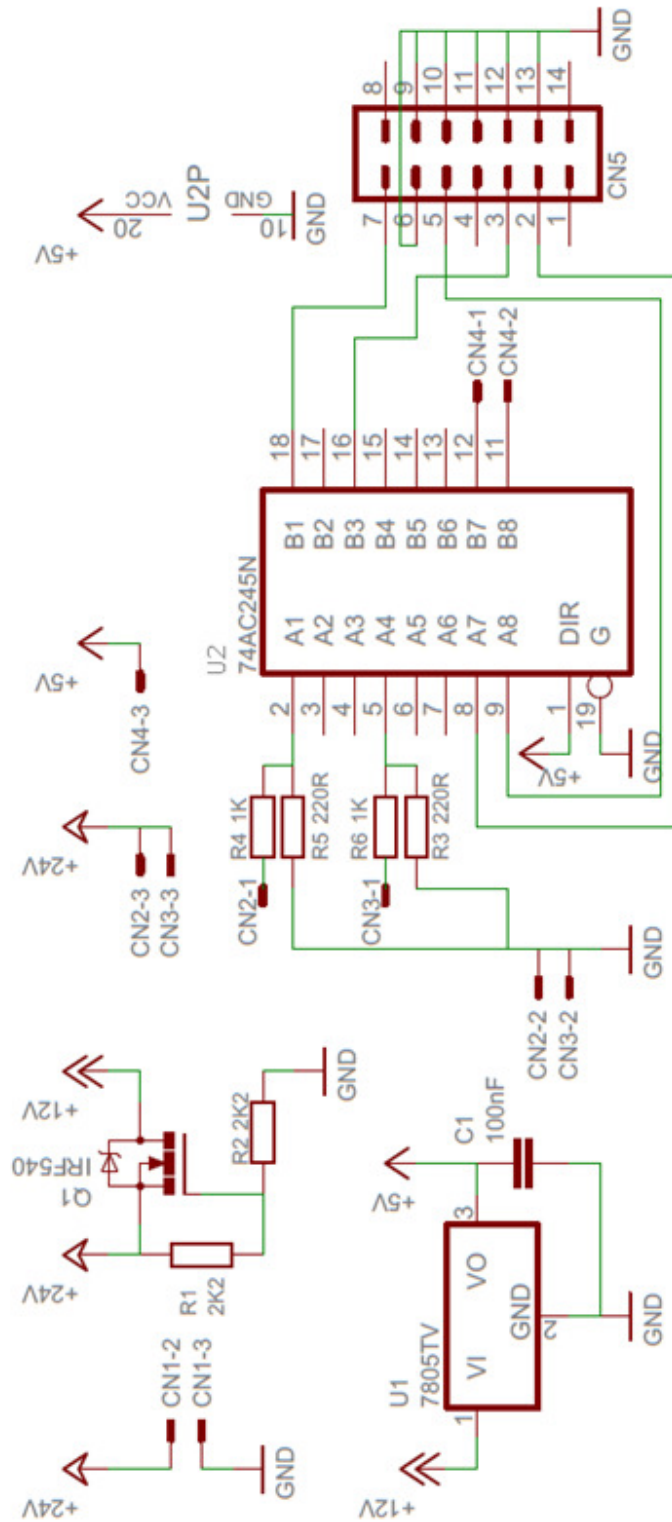 +5V
20
VCC
U2P
GND
10
GND
8
9
10
11
12
13
14
GND
CN5
7
6
5
4
3
2
1
+5V
CN4-3
+24V
CN2-3
CN3-3
U2
74AC245N
A1
A2
A3
A4
A5
A6
A7
A8
DIR
G
B1
B2
B3
B4
B5
B6
B7
B8
18
17
16
15
14
13
12
11
CN4-1
CN4-2
2
3
4
5
6
7
8
9
1
19
+5V
GND
R4 1K
R5 220R
R6 1K
R3 220R
CN2-1
CN3-1
CN2-2
CN3-2
GND
+12V
IRF540
Q1
+24V
R1
2K2
R2 2K2
GND
+24V
CN1-2
CN1-3
GND
C1
100nF
+5V
U1
7805TV
VI
VO
GND
1
3
2
+12V
GND